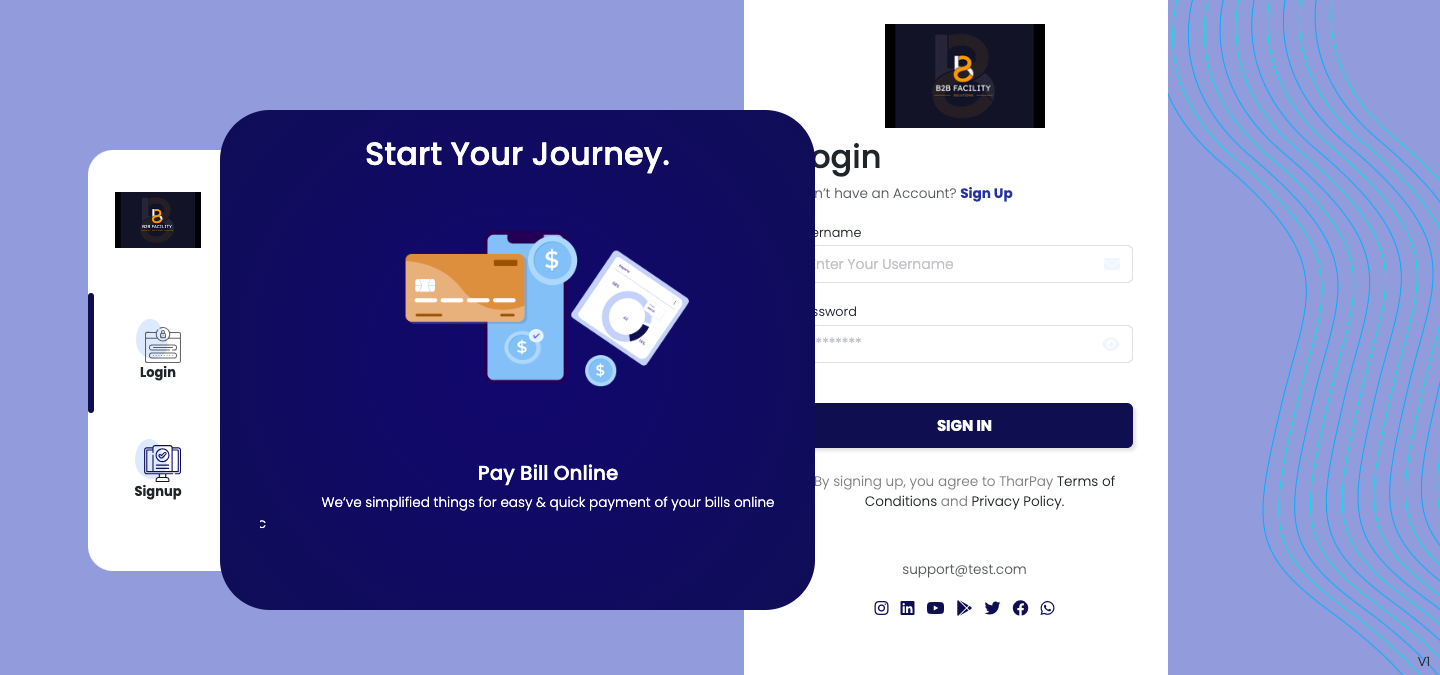 B2B FACILITY
SOLUTIONS
Start Your Journey.
ogin
n't have an Account? Sign Up
B2B FACILITY
ername
nter Your Username
ssword
*******
Login
SIGN IN
Pay Bill Online
By signing up, you agree to TharPay Terms of
Conditions and Privacy Policy.
Signup
We've simplified things for easy & quick payment of your bills online
c
support@test.com
V1